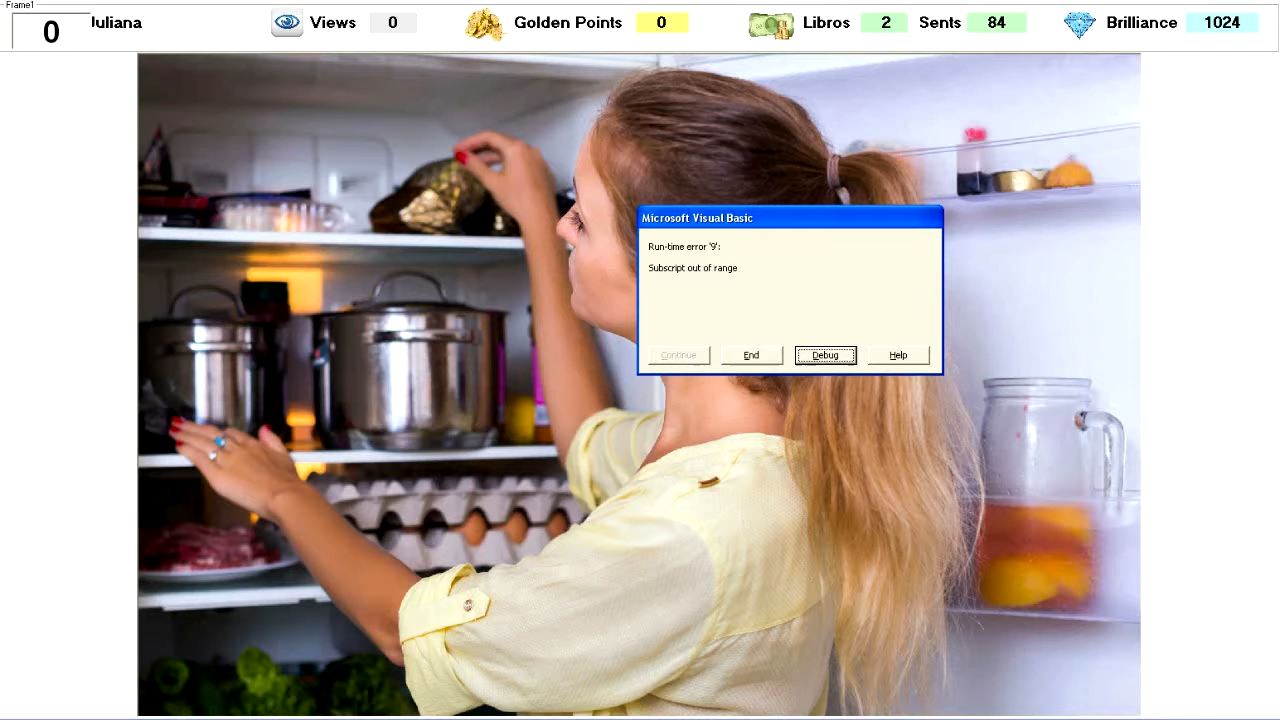 Frame1
0
Juliana
Views 0
Golden Points 0
Libros 2 Sents 84
Brilliance 1024
Microsoft Visual Basic
Run-time error '9':
Subscript out of range
Continue End Debug Help